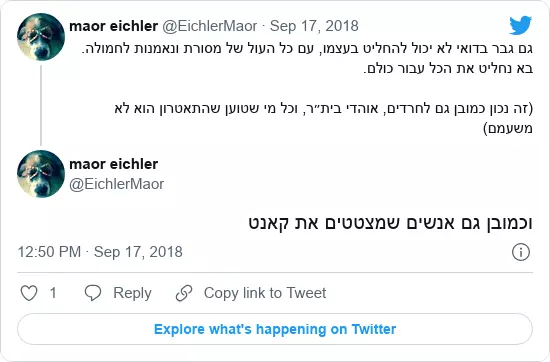 maor eichler @EichlerMaor · Sep 17, 2018
גם גבר בדואי לא יכול להחליט בעצמו, עם כל העול של מסורת ונאמנות לחמולה.
בא נחליט את הכל עבור כולם.
(זה נכון כמובן גם לחרדים, אוהדי בית״ר, וכל מי שטוען שהתאטרון הוא לא
משעמם)
maor eichler
@EichlerMaor
וכמובן גם אנשים שמצטטים את קאנט
12:50 PM · Sep 17, 2018
1 Reply Copy link to Tweet
Explore what's happening on Twitter